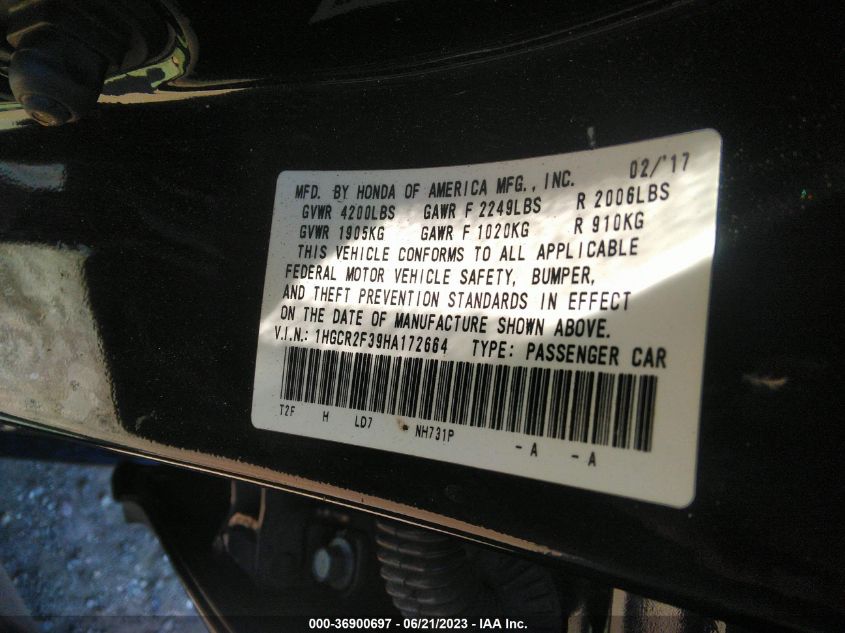 MFD. BY HONDA OF AMERICA MFG., INC. 02/'17
GVWR 4200LBS GAWR F 2249LBS R 2006LBS
GVWR 1905KG GAWR F 1020KG R 910KG
THIS VEHICLE CONFORMS TO ALL APPLICABLE
FEDERAL MOTOR VEHICLE SAFETY, BUMPER,
AND THEFT PREVENTION STANDARDS IN EFFECT
ON THE DATE OF MANUFACTURE SHOWN ABOVE.
V.I.N.: 1HGCR2F39HA172664 TYPE: PASSENGER CAR
T2F H LD7 NH731P -A -A
000-36900697 / 06/21/2023 - IAA Inc.